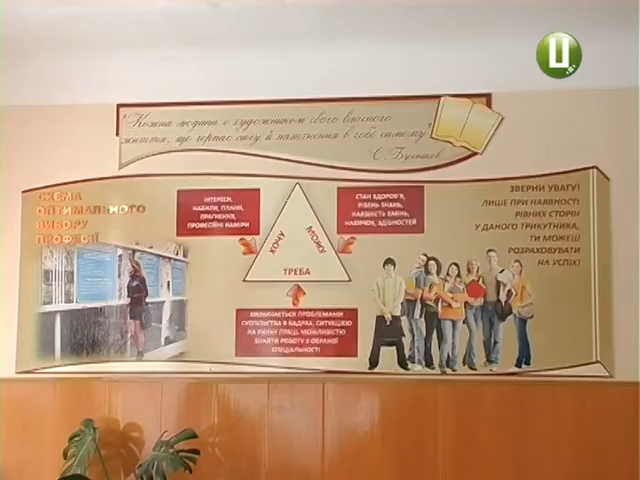 "Кожна людина є художником свого власного
життя, що черпає силу й натхнення в собі самому"
СХЕМА
ОПТИМАЛЬНОГО
ВИБОРУ
ПРОФЕСІЇ
ІНТЕРЕСИ,
НАХИЛИ, ПЛАНИ,
ПРАГНЕННЯ,
ПРОФЕСІЙНІ НАМІРИ
СТАН ЗДОРОВ'Я,
РІВЕНЬ ЗНАНЬ,
НАЯВНІСТЬ ВМІНЬ,
НАВИЧОК, ЗДІБНОСТЕЙ
ХОЧУ
МОЖУ
ТРЕБА
ВИЗНАЧАЄТЬСЯ ПРОБЛЕМАМИ
СУСПІЛЬСТВА В КАДРАХ, СИТУАЦІЄЮ
НА РИНКУ ПРАЦІ, МОЖЛИВІСТЮ
ЗНАЙТИ РОБОТУ З ОБРАНОЇ
СПЕЦІАЛЬНОСТІ
ЗВЕРНИ УВАГУ!
ЛИШЕ ПРИ НАЯВНОСТІ
РІВНИХ СТОРІН
У ДАНОГО ТРИКУТНИКА,
ТИ МОЖЕШ
РОЗРАХОВУВАТИ
НА УСПІХ!
Ц